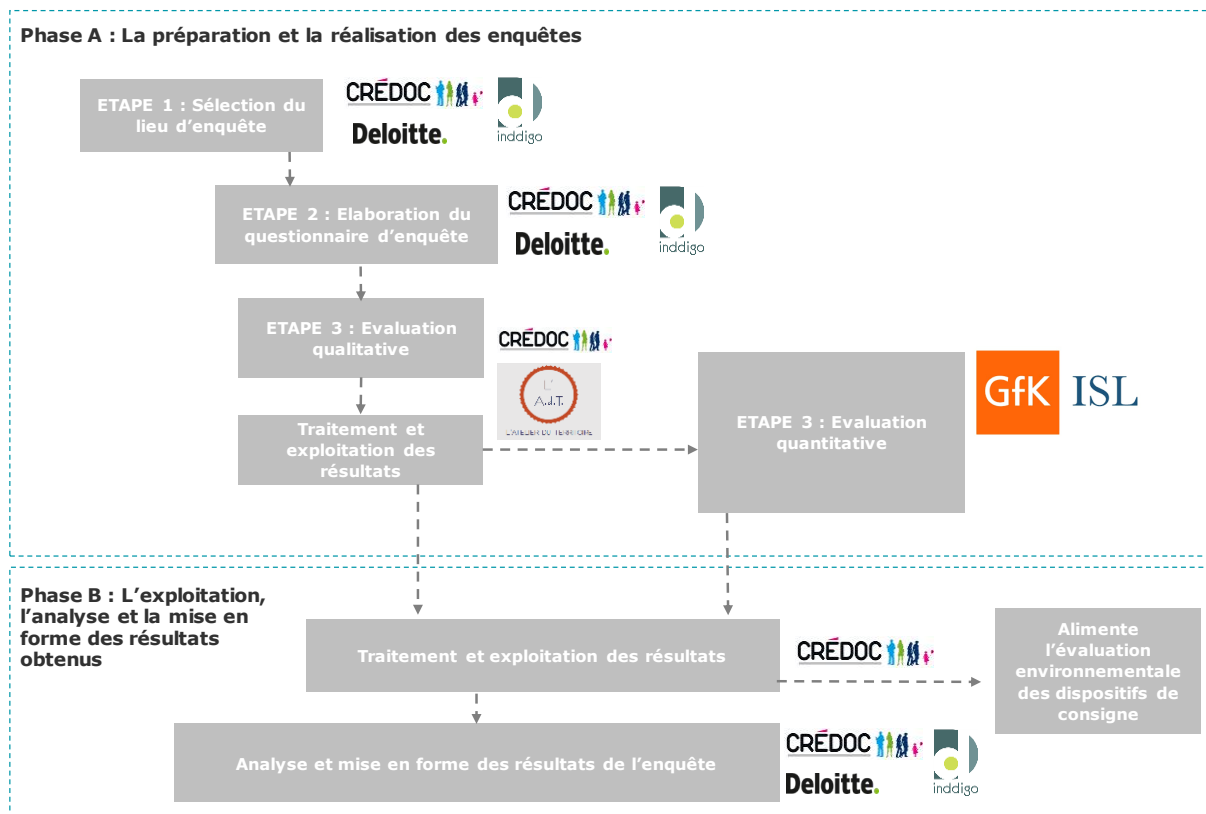 Phase A : La préparation et la réalisation des enquêtes
ETAPE 1 : Sélection du
lieu d’enquête
CRÉDOC
Deloitte.
inddigo
ETAPE 2 : Elaboration du
questionnaire d’enquête
CRÉDOC
Deloitte.
inddigo
ETAPE 3 : Evaluation
qualitative
CRÉDOC
L'
A.d.T.
L'ATELIER DU TERRITOIRE
Traitement et
exploitation des
résultats
ETAPE 3 : Evaluation
quantitative
GfK ISL
Phase B : L’exploitation,
l’analyse et la mise en
forme des résultats
obtenus
Traitement et exploitation des résultats
CRÉDOC
Alimente
l’évaluation
environnementale
des dispositifs de
consigne
Analyse et mise en forme des résultats de l’enquête
CRÉDOC
Deloitte.
inddigo